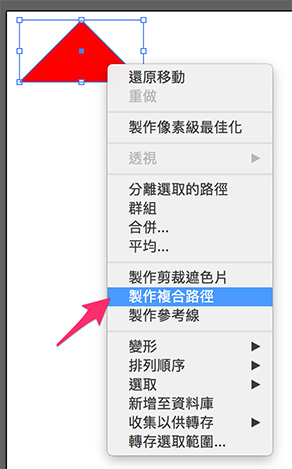 還原移動
重做
製作像素級最佳化
透視
分離選取的路徑
群組
合併...
平均...
製作剪裁遮色片
製作複合路徑
製作參考線
變形
排列順序
選取
新增至資料庫
收集以供轉存
轉存選取範圍...